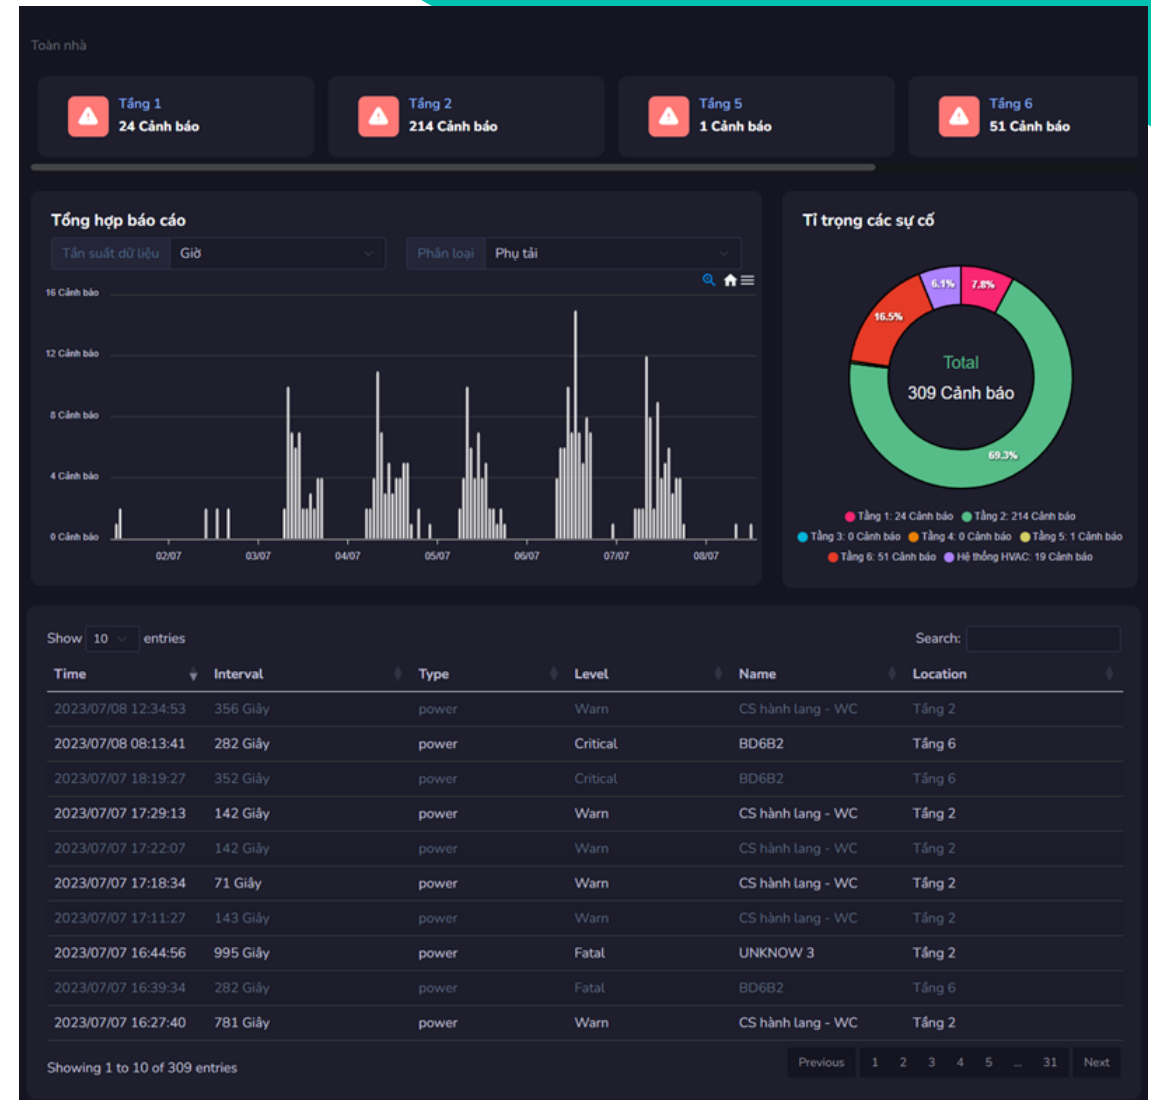 Toàn nhà
Tầng 1
24 Cảnh báo
Tầng 2
214 Cảnh báo
Tầng 5
1 Cảnh báo
Tầng 6
51 Cảnh báo
Tổng hợp báo cáo
Tần suất dữ liệu Giờ
Phân loại Phụ tải
16 Cảnh báo
12 Cảnh báo
8 Cảnh báo
4 Cảnh báo
0 Cảnh báo
02/07 03/07 04/07 05/07 06/07 07/07 08/07
Tỉ trọng các sự cố
6.1% 7.8%
16.5%
Total
309 Cảnh báo
69.3%
Tầng 1: 24 Cảnh báo Tầng 2: 214 Cảnh báo
Tầng 3: 0 Cảnh báo Tầng 4: 0 Cảnh báo Tầng 5: 1 Cảnh báo
Tầng 6: 51 Cảnh báo Hệ thống HVAC: 19 Cảnh báo
Show 10 entries Search:
Time Interval Type Level Name Location
2023/07/08 12:34:53 356 Giây power Warn CS hành lang - WC Tầng 2
2023/07/08 08:13:41 282 Giây power Critical BD6B2 Tầng 6
2023/07/07 18:19:27 352 Giây power Critical BD6B2 Tầng 6
2023/07/07 17:29:13 142 Giây power Warn CS hành lang - WC Tầng 2
2023/07/07 17:22:07 142 Giây power Warn CS hành lang - WC Tầng 2
2023/07/07 17:18:34 71 Giây power Warn CS hành lang - WC Tầng 2
2023/07/07 17:11:27 143 Giây power Warn CS hành lang - WC Tầng 2
2023/07/07 16:44:56 995 Giây power Fatal UNKNOW 3 Tầng 2
2023/07/07 16:39:34 282 Giây power Fatal BD6B2 Tầng 6
2023/07/07 16:27:40 781 Giây power Warn CS hành lang - WC Tầng 2
Showing 1 to 10 of 309 entries Previous 1 2 3 4 5 ... 31 Next